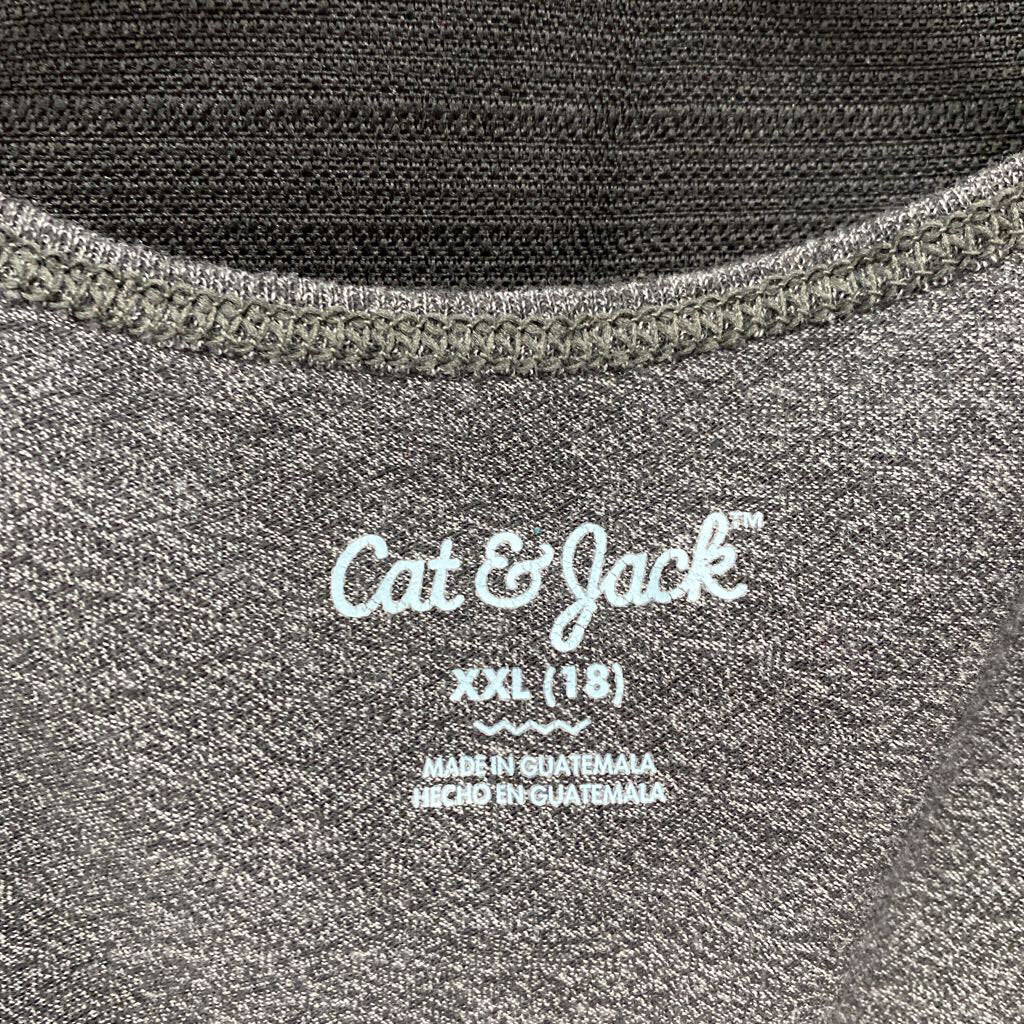 Cat & Jack™
XXL (18)
MADE IN GUATEMALA
HECHO EN GUATEMALA